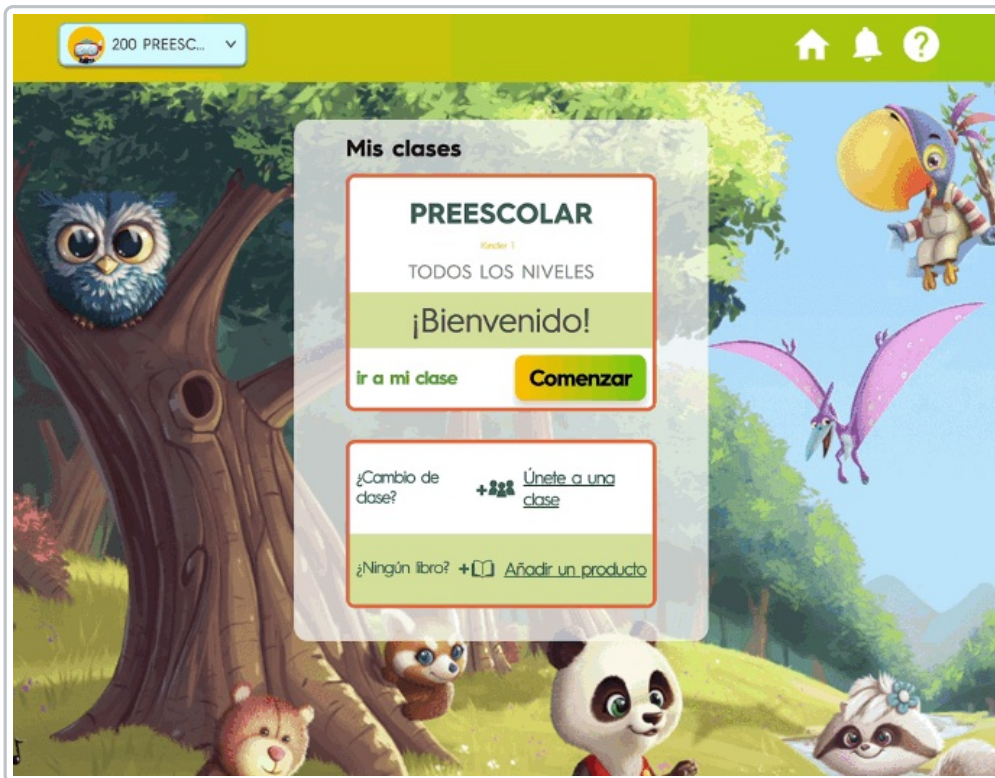 200 PREESC...
Mis clases
PREESCOLAR
Kinder 1
TODOS LOS NIVELES
¡Bienvenido!
ir a mi clase
Comenzar
¿Cambio de
clase?
Únete a una
clase
¿Ningún libro?
Añadir un producto